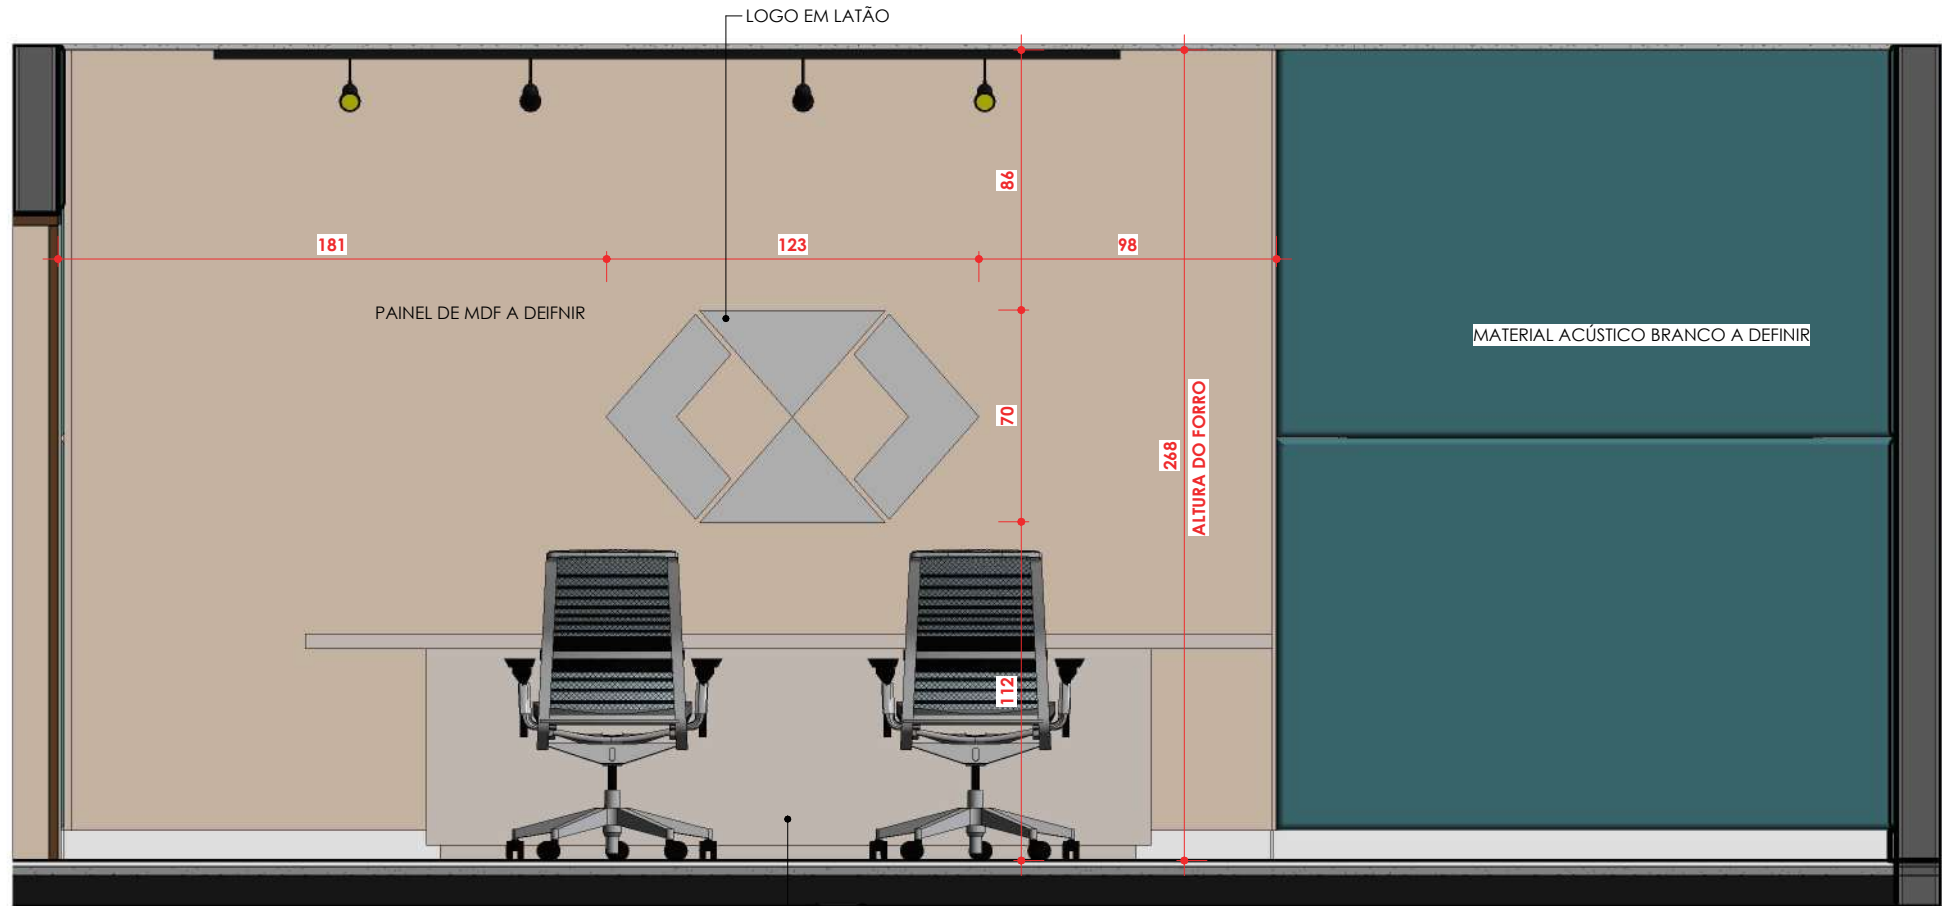 LOGO EM LATÃO
86
181
123
98
PAINEL DE MDF A DEIFNIR
MATERIAL ACÚSTICO BRANCO A DEFINIR
70
268
ALTURA DO FORRO
112